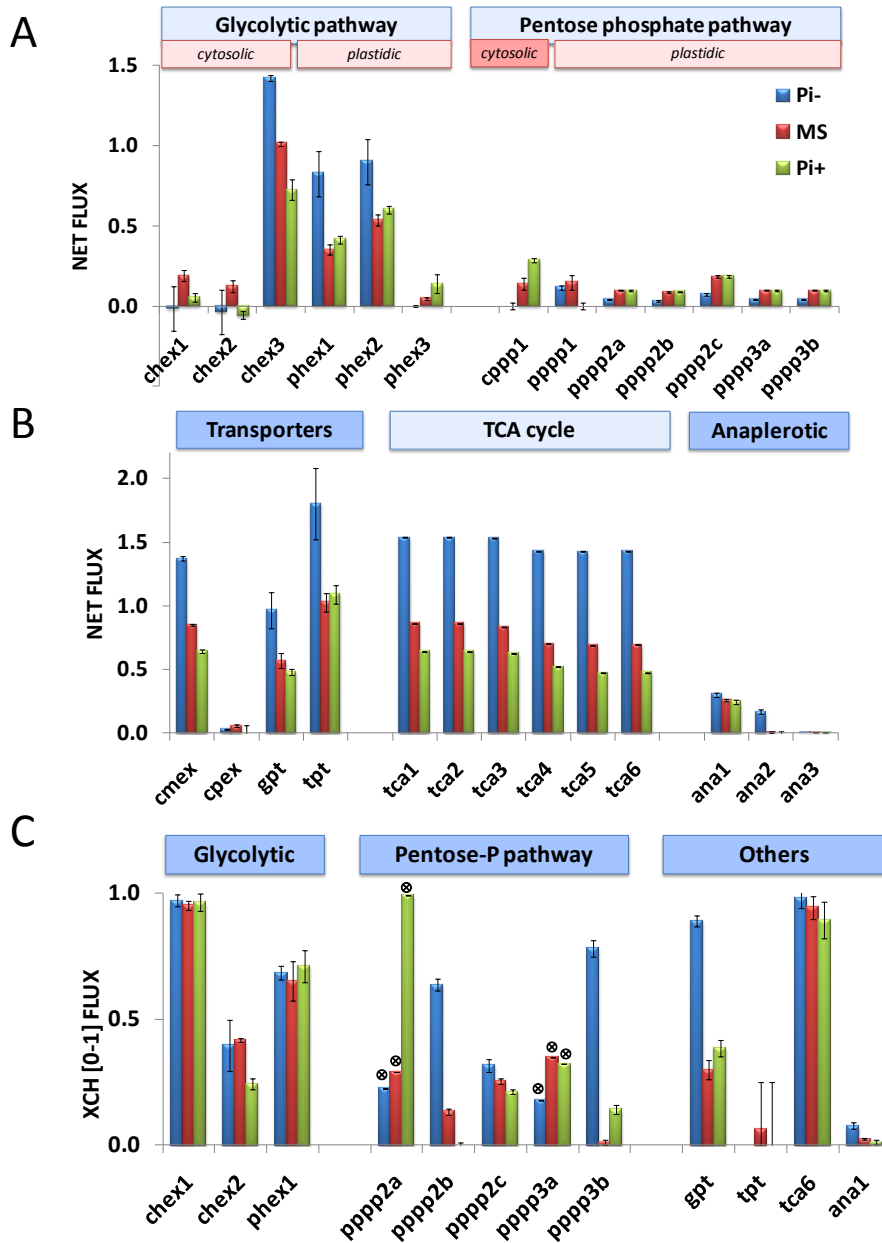 A
Glycolytic pathway
Pentose phosphate pathway
cytosolic
plastidic
cytosolic
plastidic
1.5
1.0
0.5
0.0
NET FLUX
Pi-
MS
Pi+
chex1
chex2
chex3
phex1
phex2
phex3
cppp1
pppp1
pppp2a
pppp2b
pppp2c
pppp3a
pppp3b
B
Transporters
TCA cycle
Anaplerotic
2.0
1.5
1.0
0.5
0.0
NET FLUX
cmex
cpex
gpt
tpt
tca1
tca2
tca3
tca4
tca5
tca6
ana1
ana2
ana3
C
Glycolytic
Pentose-P pathway
Others
1.0
0.5
0.0
XCH [0-1] FLUX
chex1
chex2
phex1
pppp2a
pppp2b
pppp2c
pppp3a
pppp3b
gpt
tpt
tca6
ana1